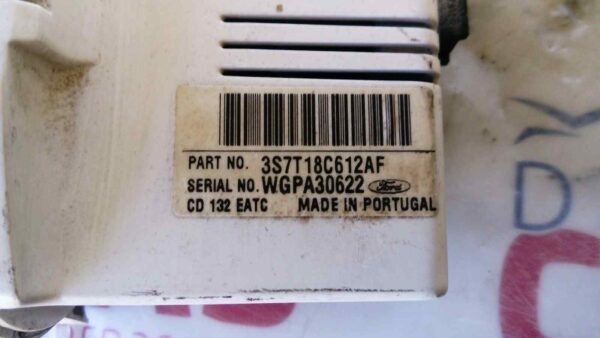 PART NO. 3S7T18C612AF
SERIAL NO. WGPA30622 Ford
CD 132 EATC MADE IN PORTUGAL
D